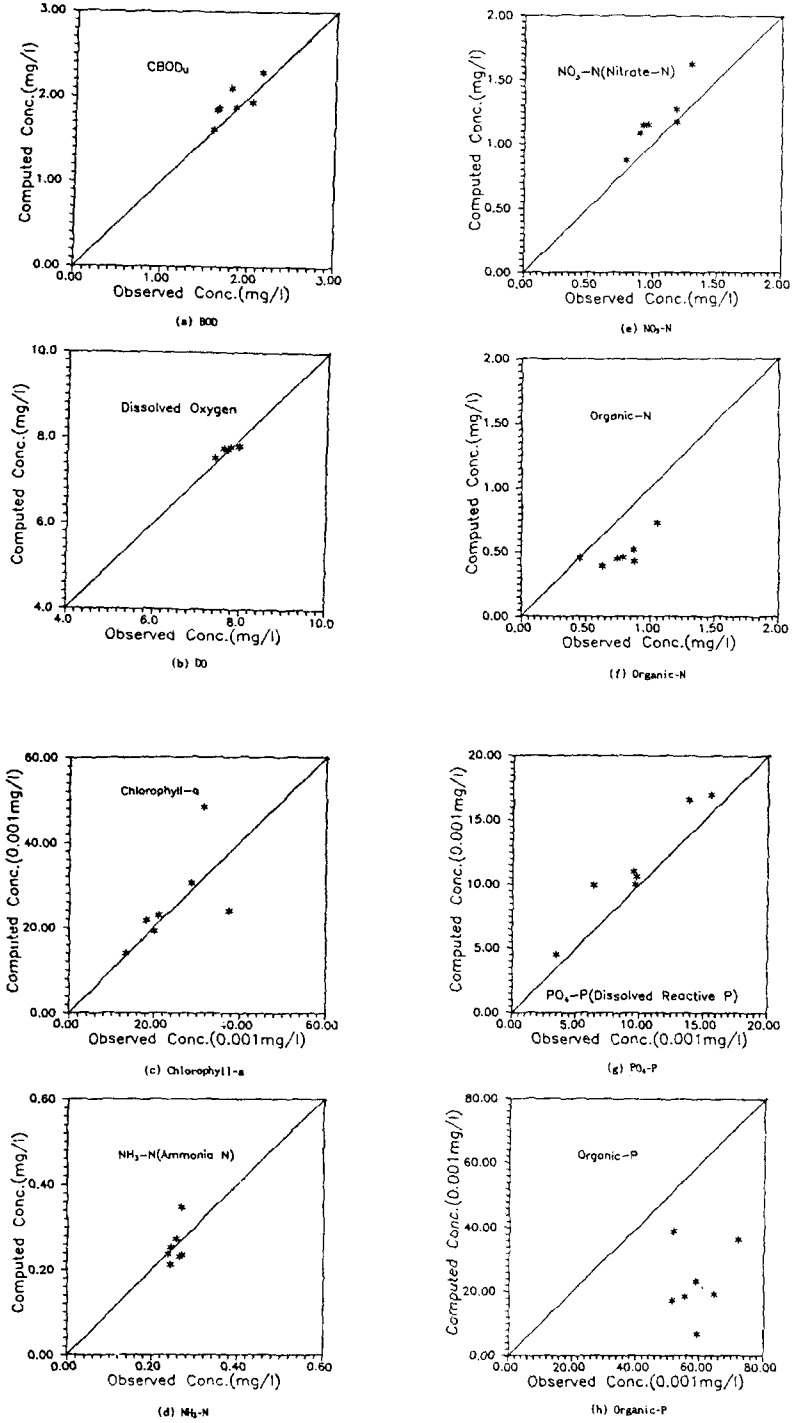 3.00
2.00
1.00
0.00
Computed Conc.(mg/l)
CBODu
0.00 1.00 2.00 3.00
Observed Conc.(mg/l)
(a) BOD
10.0
8.0
6.0
4.0
Computed Conc.(mg/l)
Dissolved Oxygen
4.0 6.0 8.0 10.0
Observed Conc.(mg/l)
(b) DO
60.00
40.00
20.00
0.00
Computed Conc.(0.001mg/l)
Chlorophyll-a
0.00 20.00 40.00 60.00
Observed Conc.(0.001mg/l)
(c) Chlorophyll-a
0.60
0.40
0.20
0.00
Computed Conc.(mg/l)
NH₃-N(Ammonia N)
0.00 0.20 0.40 0.60
Observed Conc.(mg/l)
(d) NH₃-N
2.00
1.50
1.00
0.50
0.00
Computed Conc.(mg/l)
NO₃-N(Nitrate-N)
0.00 0.50 1.00 1.50 2.00
Observed Conc.(mg/l)
(e) NO₃-N
2.00
1.50
1.00
0.50
0.00
Computed Conc.(mg/l)
Organic-N
0.00 0.50 1.00 1.50 2.00
Observed Conc.(mg/l)
(f) Organic-N
20.00
15.00
10.00
5.00
0.00
Computed Conc.(0.001mg/l)
PO₄-P(Dissolved Reactive P)
0.00 5.00 10.00 15.00 20.00
Observed Conc.(0.001mg/l)
(g) PO₄-P
80.00
60.00
40.00
20.00
0.00
Computed Conc.(0.001mg/l)
Organic-P
0.00 20.00 40.00 60.00 80.00
Observed Conc.(0.001mg/l)
(h) Organic-P